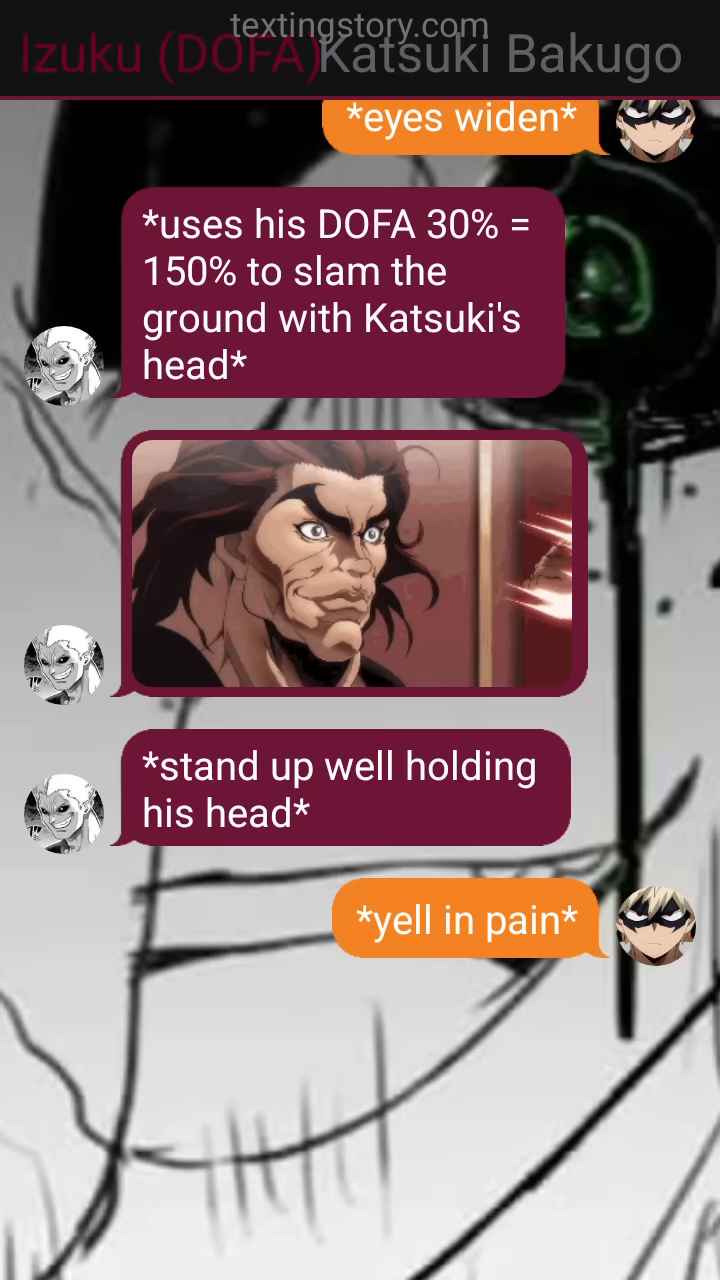 textingstory.com
Izuku (DOFA)
Katsuki Bakugo
*eyes widen*
*uses his DOFA 30% =
150% to slam the
ground with Katsuki's
head*
*stand up well holding
his head*
*yell in pain*